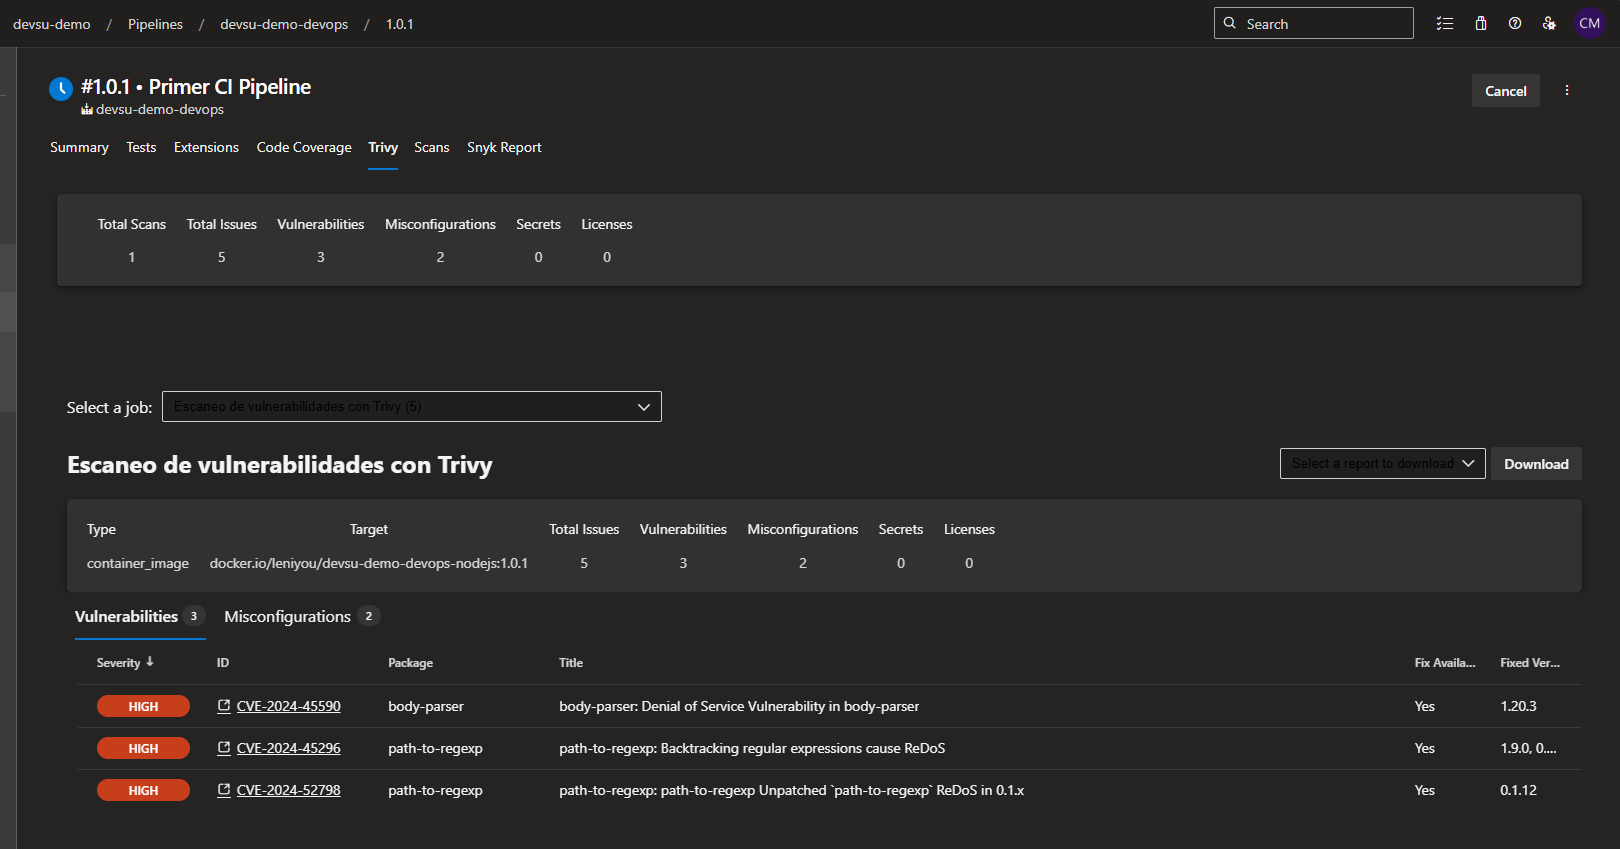 devsu-demo / Pipelines / devsu-demo-devops / 1.0.1 Search CM
#1.0.1 • Primer CI Pipeline Cancel
devsu-demo-devops
Summary Tests Extensions Code Coverage Trivy Scans Snyk Report
Total Scans Total Issues Vulnerabilities Misconfigurations Secrets Licenses
1 5 3 2 0 0
Select a job: Escaneo de vulnerabilidades con Trivy (5)
Escaneo de vulnerabilidades con Trivy Select a report to download Download
Type Target Total Issues Vulnerabilities Misconfigurations Secrets Licenses
container_image docker.io/leniyou/devsu-demo-devops-nodejs:1.0.1 5 3 2 0 0
Vulnerabilities 3 Misconfigurations 2
Severity ID Package Title Fix Availa... Fixed Ver...
HIGH CVE-2024-45590 body-parser body-parser: Denial of Service Vulnerability in body-parser Yes 1.20.3
HIGH CVE-2024-45296 path-to-regexp path-to-regexp: Backtracking regular expressions cause ReDoS Yes 1.9.0, 0....
HIGH CVE-2024-52798 path-to-regexp path-to-regexp: path-to-regexp Unpatched `path-to-regexp` ReDoS in 0.1.x Yes 0.1.12